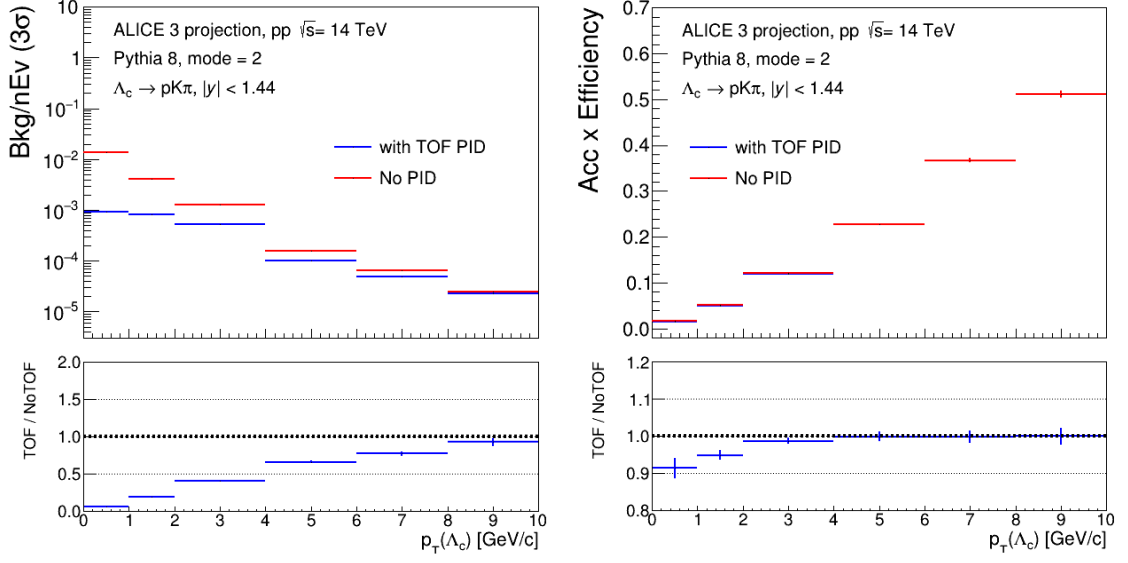 Bkg/nEv (3σ)
10
1
10⁻¹
10⁻²
10⁻³
10⁻⁴
10⁻⁵
ALICE 3 projection, pp √s= 14 TeV
Pythia 8, mode = 2
Λc → pKπ, |y| < 1.44
with TOF PID
No PID
TOF / NoTOF
2.0
1.5
1.0
0.5
0.0
0 1 2 3 4 5 6 7 8 9 10
pT(Λc) [GeV/c]
Acc x Efficiency
0.7
0.6
0.5
0.4
0.3
0.2
0.1
0.0
ALICE 3 projection, pp √s= 14 TeV
Pythia 8, mode = 2
Λc → pKπ, |y| < 1.44
with TOF PID
No PID
TOF / NoTOF
1.2
1.1
1.0
0.9
0.8
0 1 2 3 4 5 6 7 8 9 10
pT(Λc) [GeV/c]